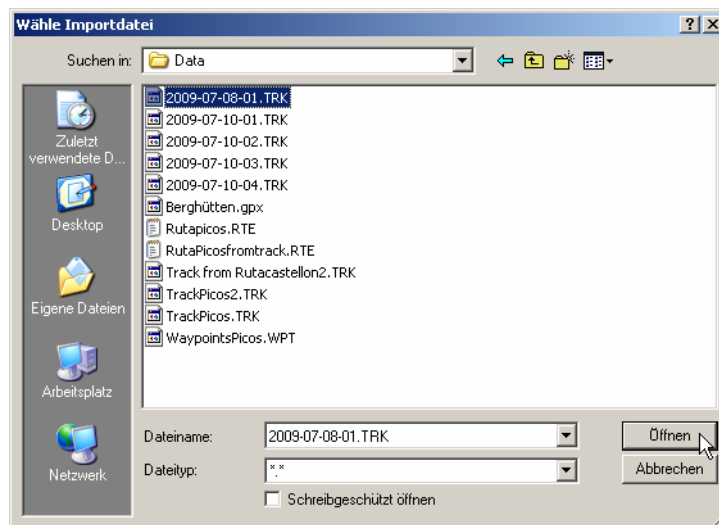 Wähle Importdatei
Suchen in:
Data
Zuletzt
verwendete D...
Desktop
Eigene Dateien
Arbeitsplatz
Netzwerk
2009-07-08-01.TRK
2009-07-10-01.TRK
2009-07-10-02.TRK
2009-07-10-03.TRK
2009-07-10-04.TRK
Berghütten.gpx
Rutapicos.RTE
RutaPicosfromtrack.RTE
Track from Rutacastellon2.TRK
TrackPicos2.TRK
TrackPicos.TRK
WaypointsPicos.WPT
Dateiname:
2009-07-08-01.TRK
Öffnen
Dateityp:
*.*
Abbrechen
Schreibgeschützt öffnen